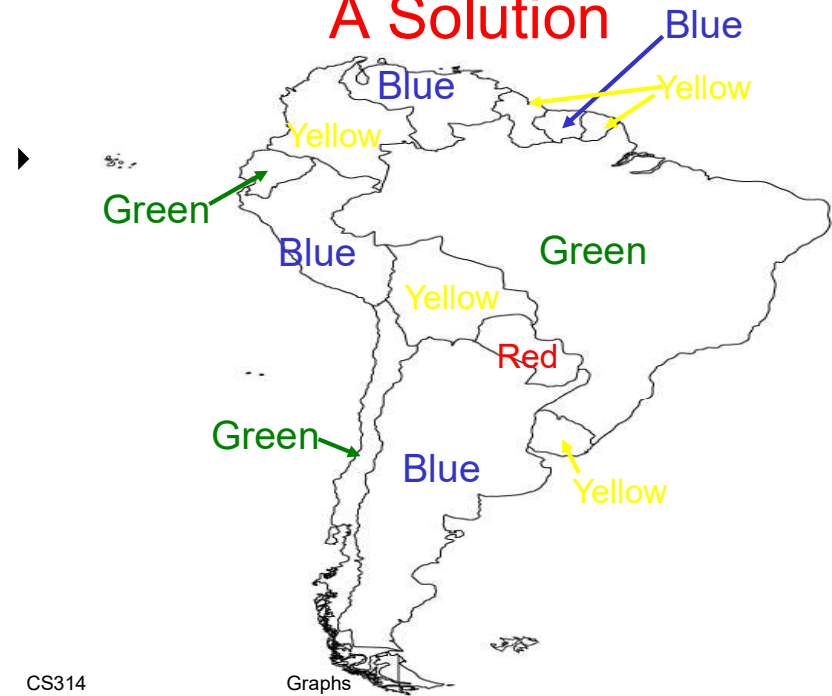 A Solution
Blue
Blue
Yellow
Yellow
Green
Blue
Green
Yellow
Red
Green
Blue
Yellow
CS314
Graphs